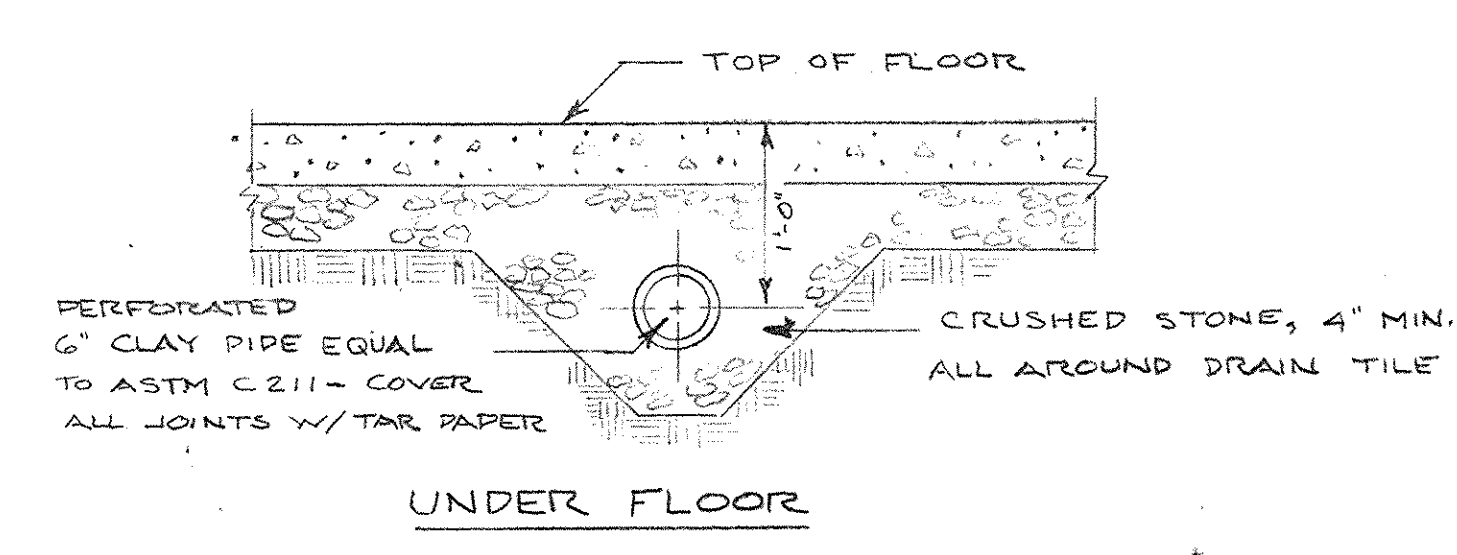 TOP OF FLOOR
1'-0"
PERFORATED
6" CLAY PIPE EQUAL
TO ASTM C211 - COVER
ALL JOINTS W/ TAR PAPER
CRUSHED STONE, 4" MIN.
ALL AROUND DRAIN TILE
UNDER FLOOR